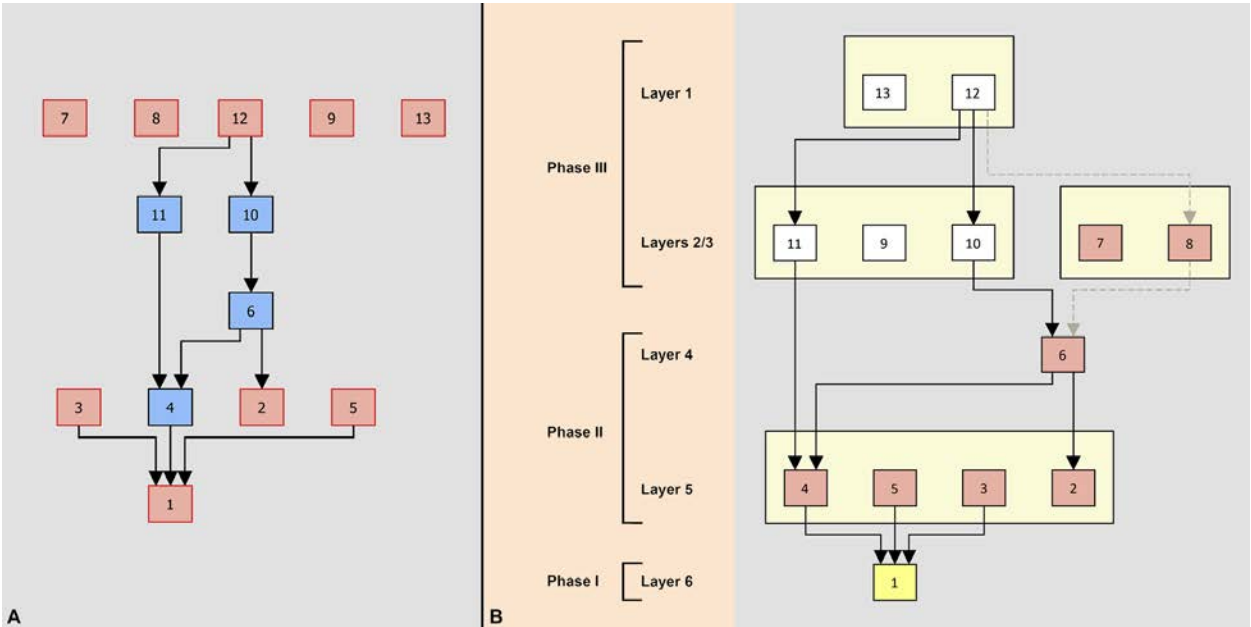 7 8 12 9 13
11 10
6
3 4 2 5
1
A
Phase III
Layer 1
Layers 2/3
Phase II
Layer 4
Layer 5
Phase I
Layer 6
B
13 12
11 9 10 7 8
6
4 5 3 2
1